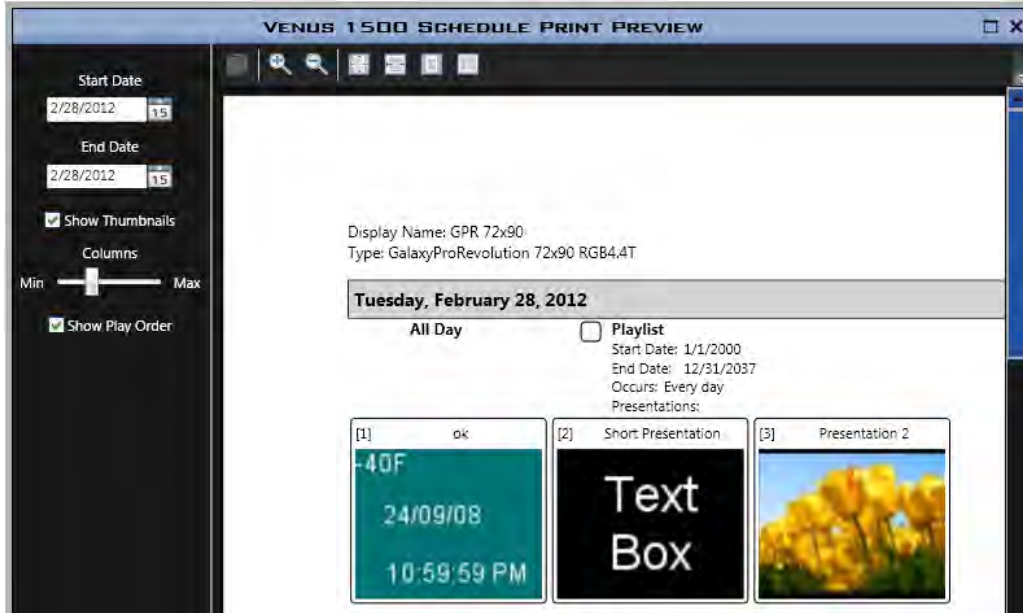 VENUS 1500 SCHEDULE PRINT PREVIEW
Start Date
2/28/2012
15
End Date
2/28/2012
15
Show Thumbnails
Columns
Min
Max
Show Play Order
Display Name: GPR 72x90
Type: GalaxyProRevolution 72x90 RGB4.4T
Tuesday, February 28, 2012
All Day
Playlist
Start Date: 1/1/2000
End Date: 12/31/2037
Occurs: Every day
Presentations:
[1] ok
-40F
24/09/08
10:59:59 PM
[2] Short Presentation
Text
Box
[3] Presentation 2